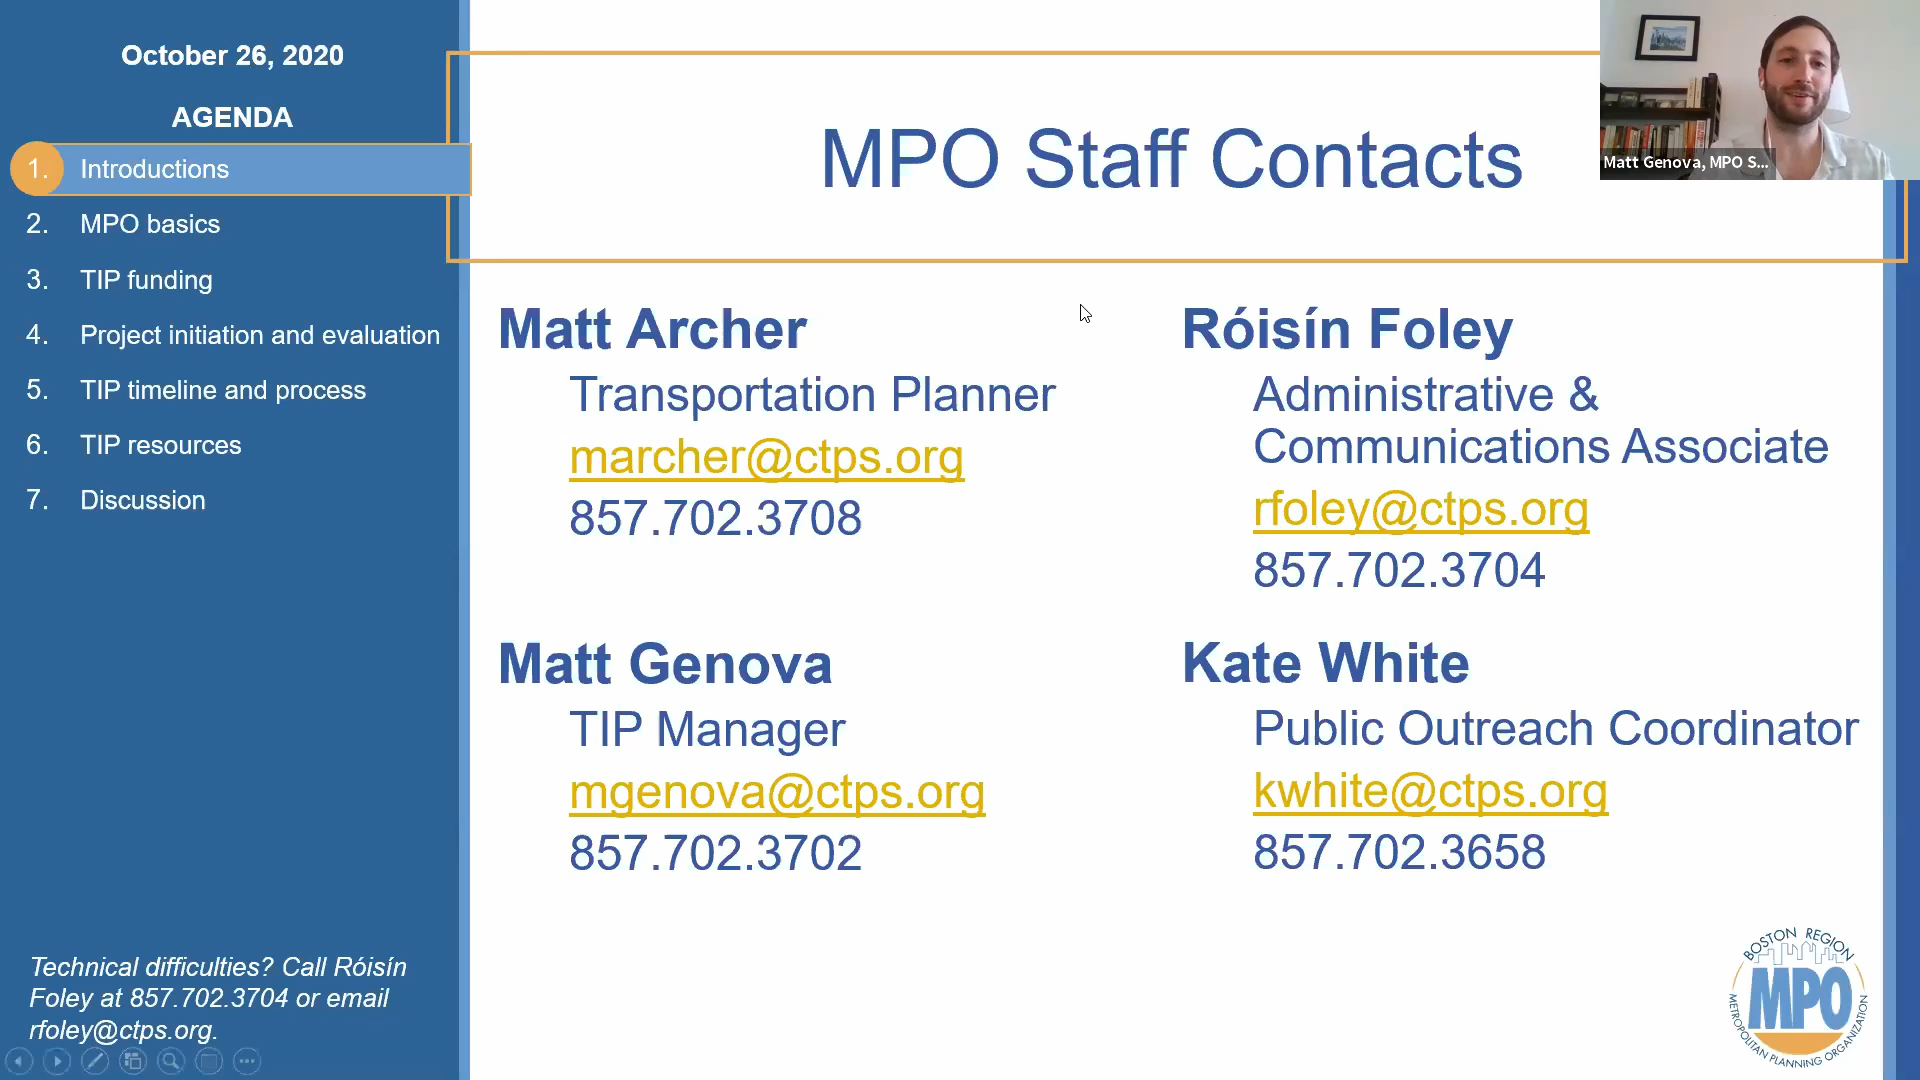 October 26, 2020
AGENDA
1. Introductions
2. MPO basics
3. TIP funding
4. Project initiation and evaluation
5. TIP timeline and process
6. TIP resources
7. Discussion
Technical difficulties? Call Róisín
Foley at 857.702.3704 or email
rfoley@ctps.org.
MPO Staff Contacts
Matt Genova, MPO S...
Matt Archer
Transportation Planner
marcher@ctps.org
857.702.3708
Róisín Foley
Administrative &
Communications Associate
rfoley@ctps.org
857.702.3704
Matt Genova
TIP Manager
mgenova@ctps.org
857.702.3702
Kate White
Public Outreach Coordinator
kwhite@ctps.org
857.702.3658
BOSTON REGION
MPO
METROPOLITAN PLANNING ORGANIZATION